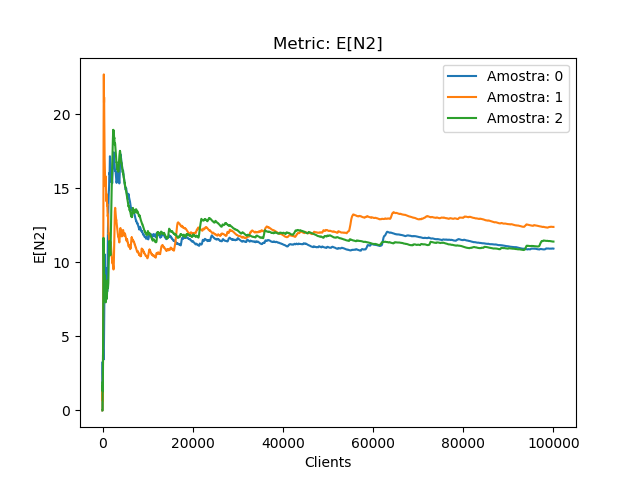 Metric: E[N2]
Amostra: 0
Amostra: 1
Amostra: 2
E[N2]
20
15
10
5
0
0 20000 40000 60000 80000 100000
Clients